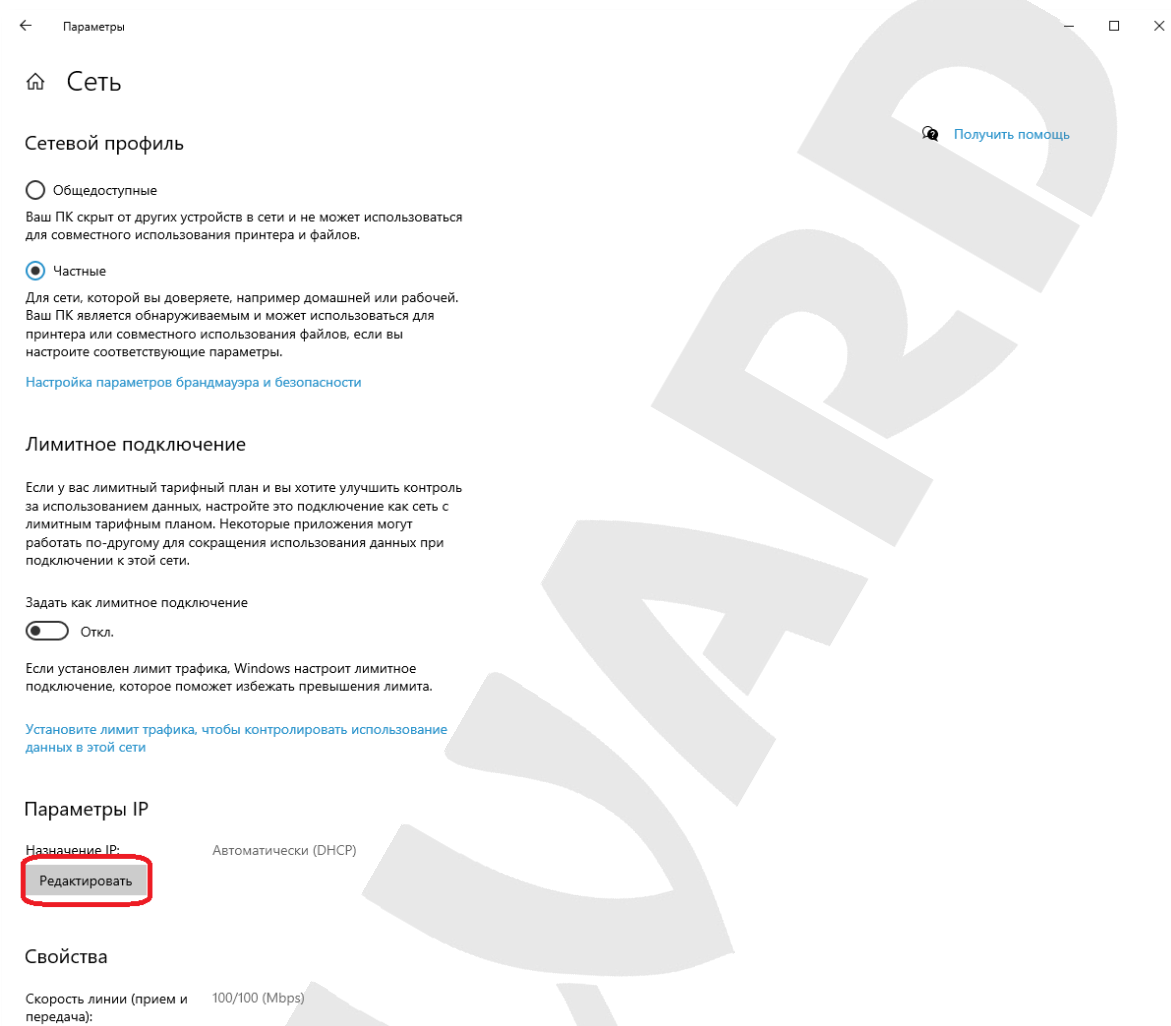 Параметры
Сеть
Сетевой профиль
Получить помощь
Общедоступные
Ваш ПК скрыт от других устройств в сети и не может использоваться
для совместного использования принтера и файлов.
Частные
Для сети, которой вы доверяете, например домашней или рабочей.
Ваш ПК является обнаруживаемым и может использоваться для
принтера или совместного использования файлов, если вы
настроите соответствующие параметры.
Настройка параметров брандмауэра и безопасности
Лимитное подключение
Если у вас лимитный тарифный план и вы хотите улучшить контроль
за использованием данных, настройте это подключение как сеть с
лимитным тарифным планом. Некоторые приложения могут
работать по-другому для сокращения использования данных при
подключении к этой сети.
Задать как лимитное подключение
Откл.
Если установлен лимит трафика, Windows настроит лимитное
подключение, которое поможет избежать превышения лимита.
Установите лимит трафика, чтобы контролировать использование
данных в этой сети
Параметры IP
Назначение IP: Автоматически (DHCP)
Редактировать
Свойства
Скорость линии (прием и 100/100 (Mbps)
передача):